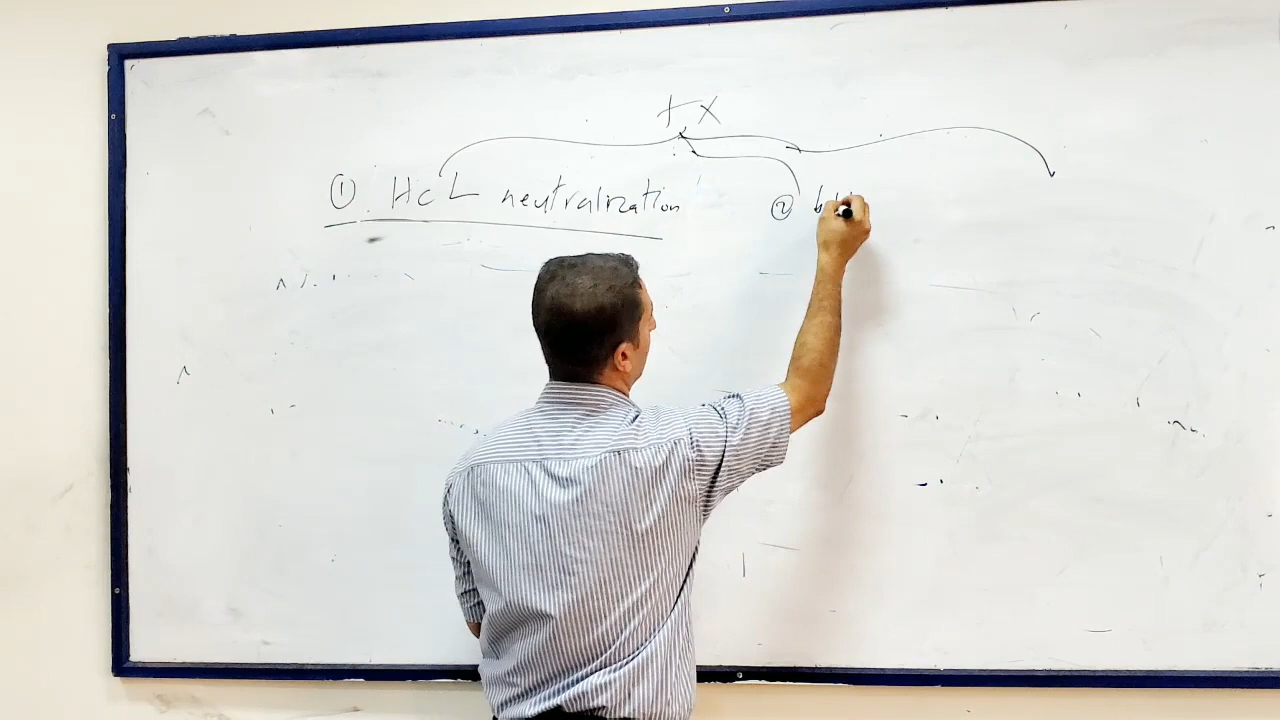 t x
① HCL neutralization ②